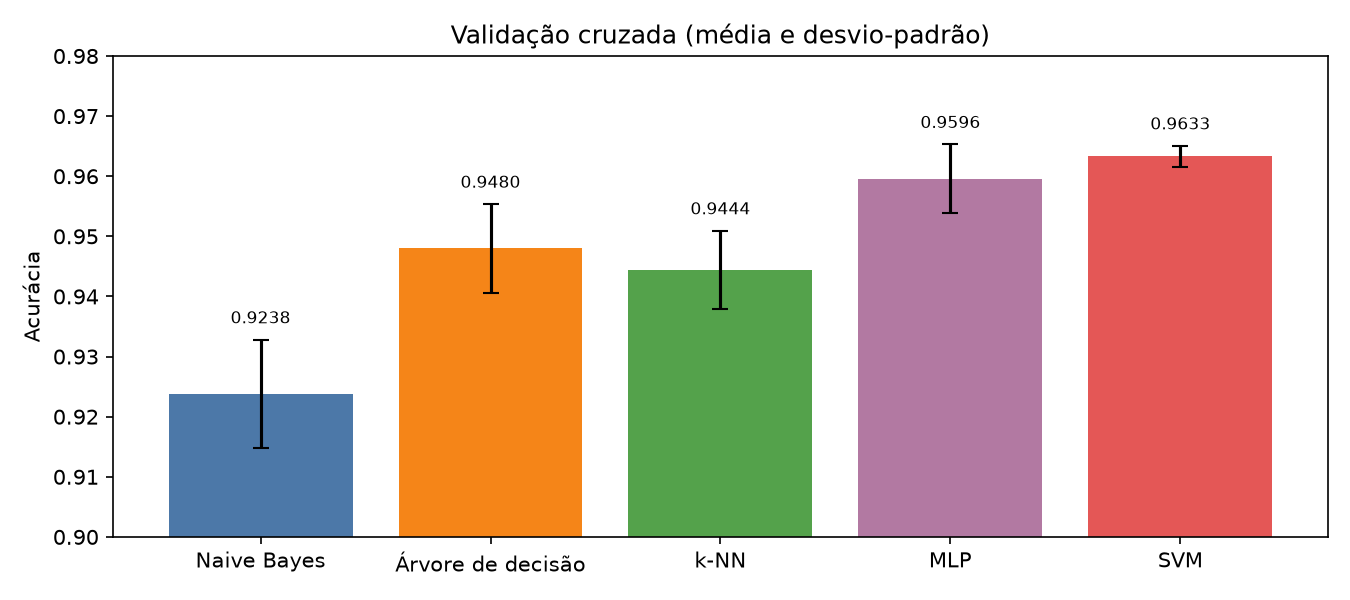 Validação cruzada (média e desvio-padrão)
Acurácia
0.98
0.97
0.96
0.95
0.94
0.93
0.92
0.91
0.90
0.9238
0.9480
0.9444
0.9596
0.9633
Naive Bayes
Árvore de decisão
k-NN
MLP
SVM